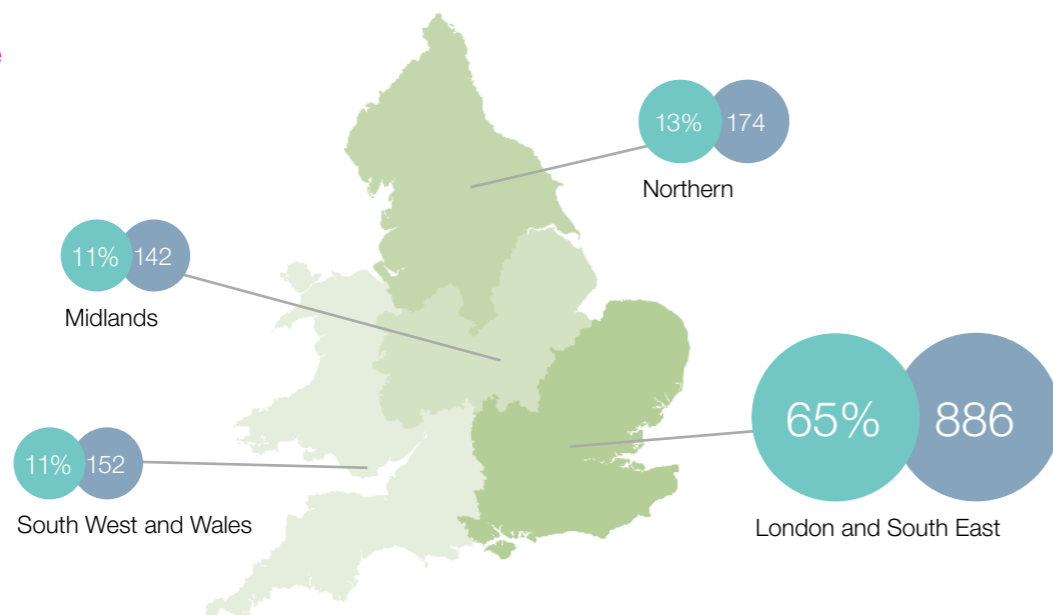 13% 174
Northern
11% 142
Midlands
65% 886
London and South East
11% 152
South West and Wales